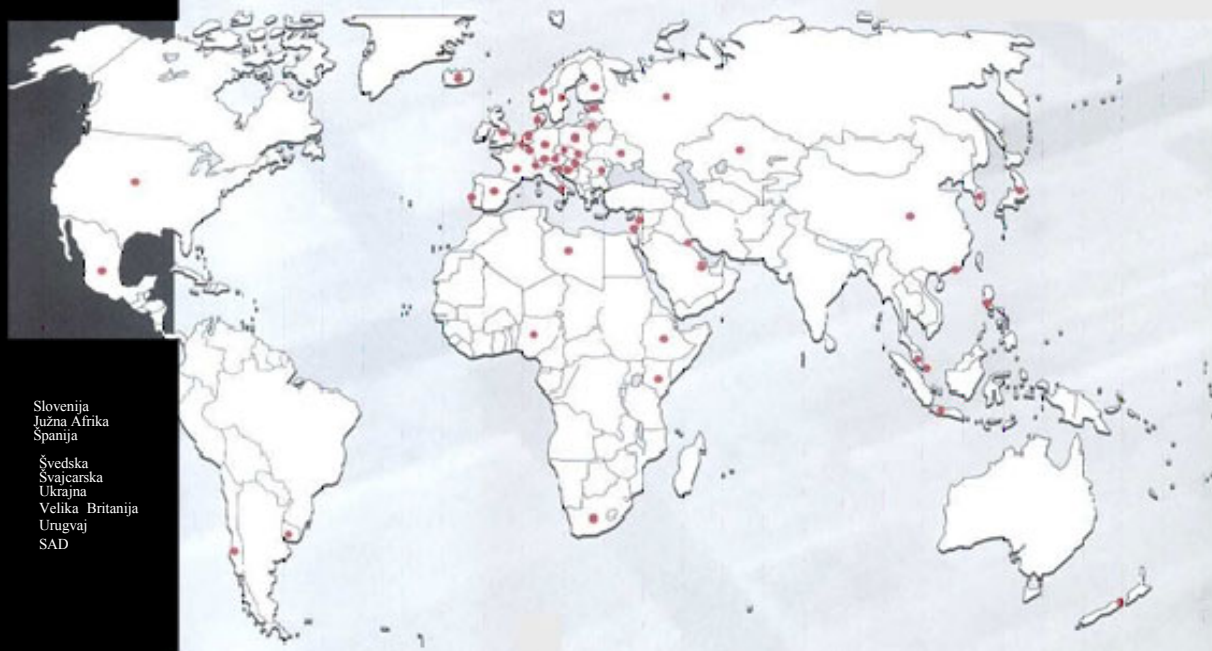 Slovenija
Južna Afrika
Španija
Švedska
Švajcarska
Ukrajna
Velika Britanija
Urugvaj
SAD